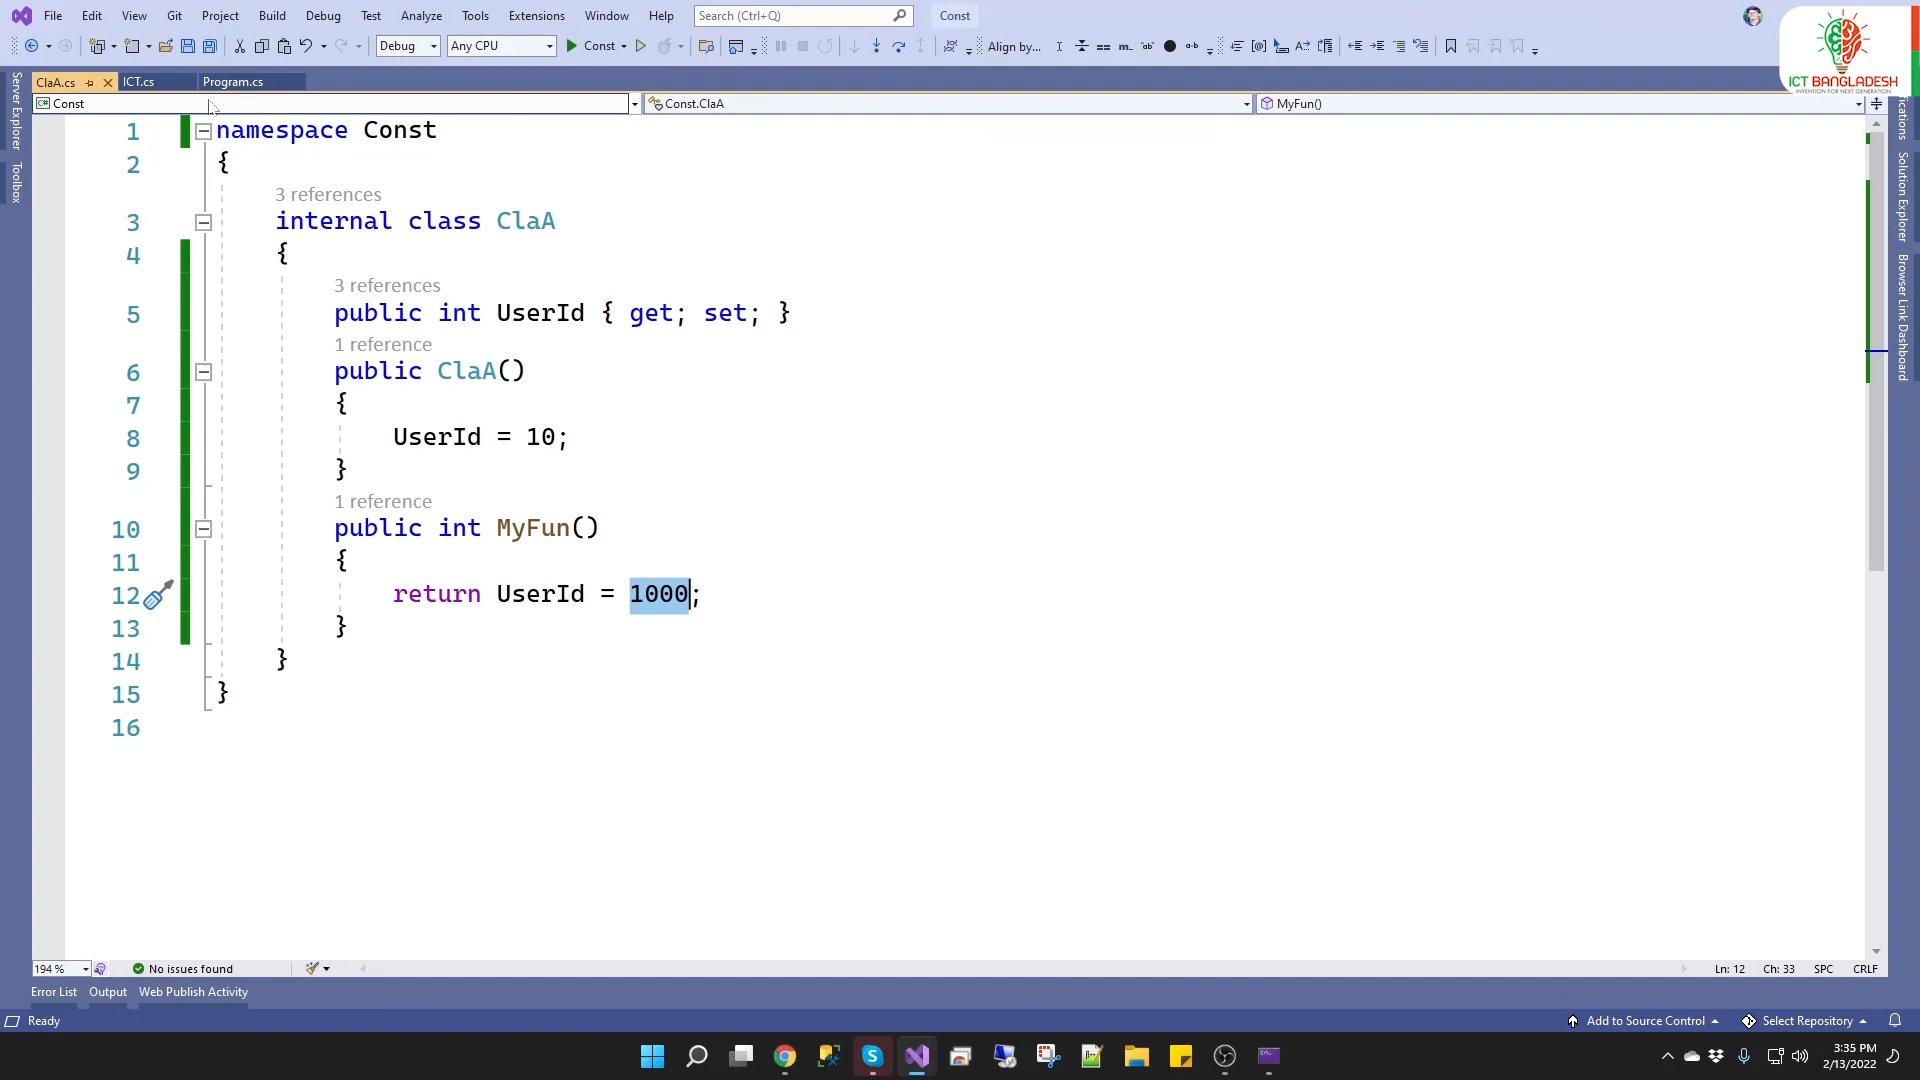 File Edit View Git Project Build Debug Test Analyze Tools Extensions Window Help Search (Ctrl+Q) Const
Debug Any CPU Const Align by...
ICT BANGLADESH
INVENTION FOR NEXT GENERATION
ClaA.cs ICT.cs Program.cs
Const Const.ClaA MyFun()
Server Explorer
Toolbox
Solution Explorer
Browser Link Dashboard
1 namespace Const
2 {
3 references
3 internal class ClaA
4 {
3 references
5 public int UserId { get; set; }
1 reference
6 public ClaA()
7 {
8 UserId = 10;
9 }
1 reference
10 public int MyFun()
11 {
12 return UserId = 1000;
13 }
14 }
15 }
16
194 % No issues found Ln: 12 Ch: 33 SPC CRLF
Error List Output Web Publish Activity
Ready Add to Source Control Select Repository
3:35 PM
2/13/2022